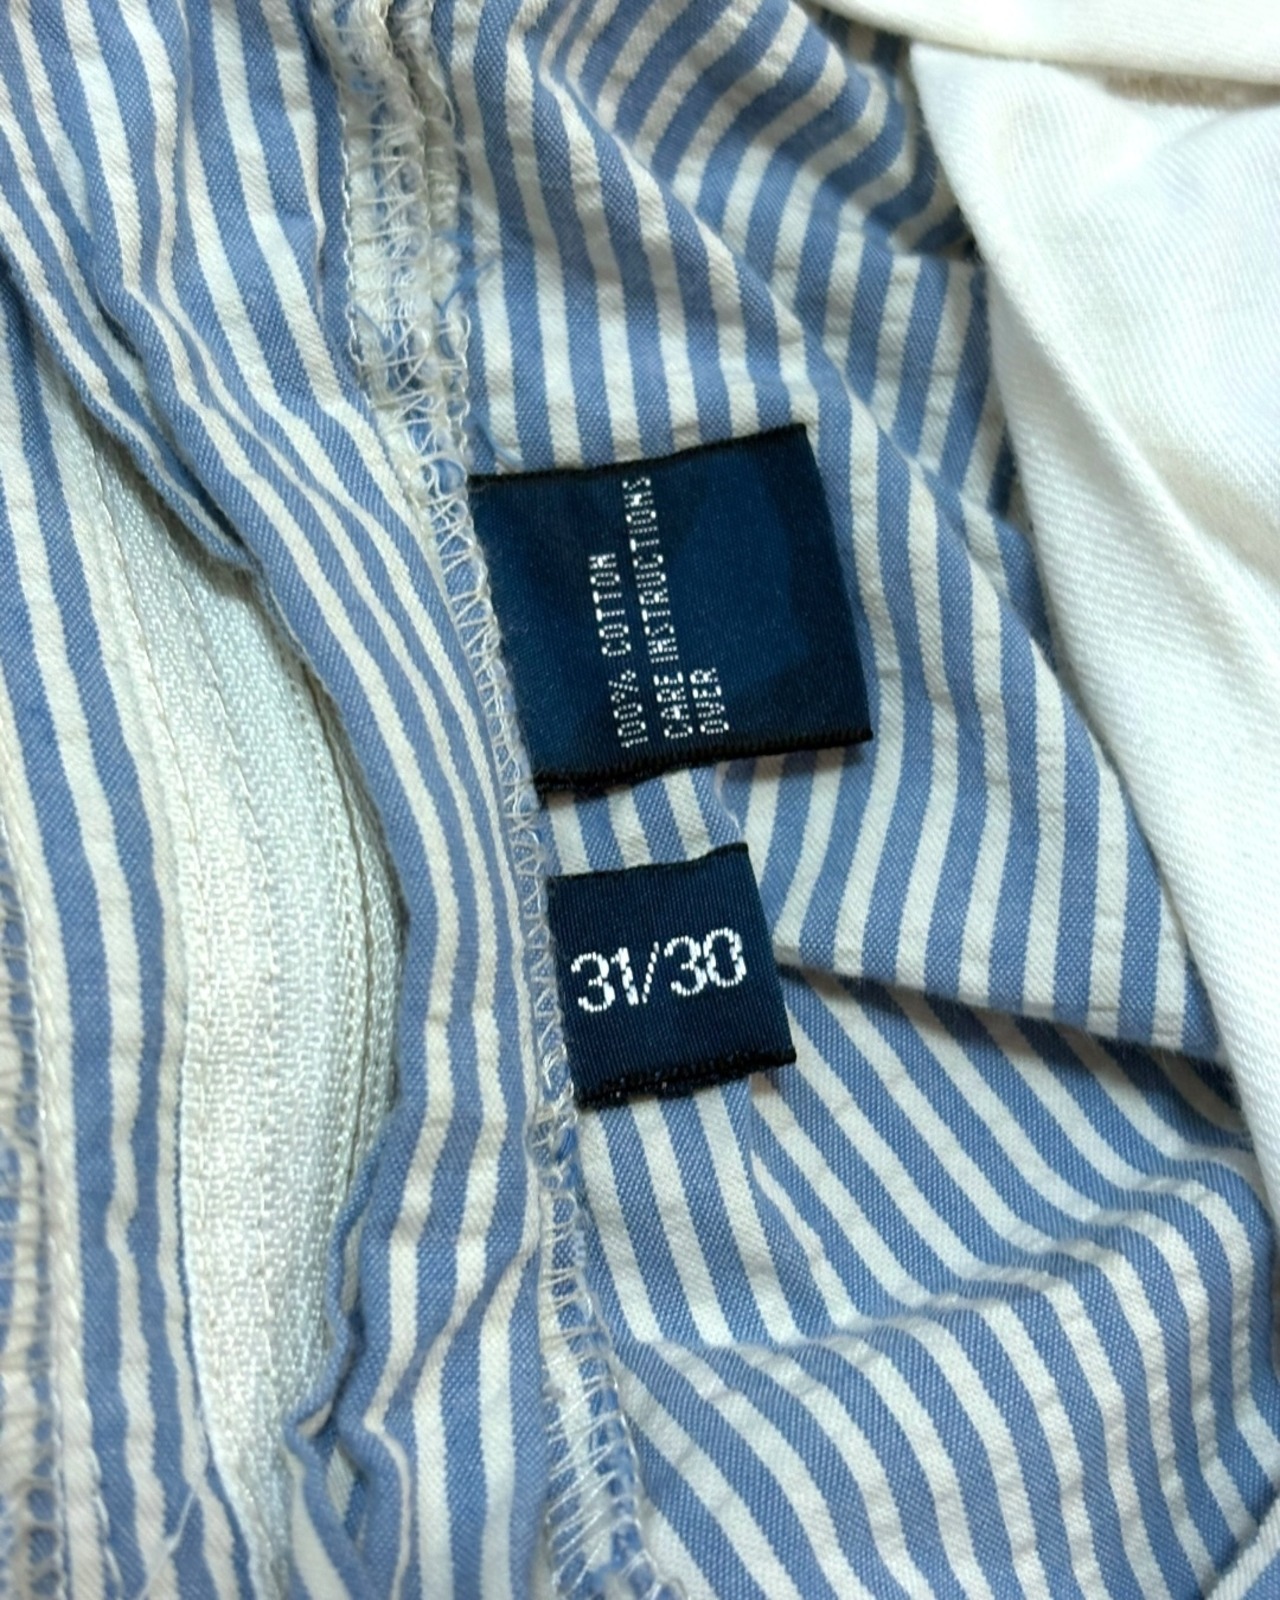 100% COTTON
CARE INSTRUCTIONS
OVER
31/30